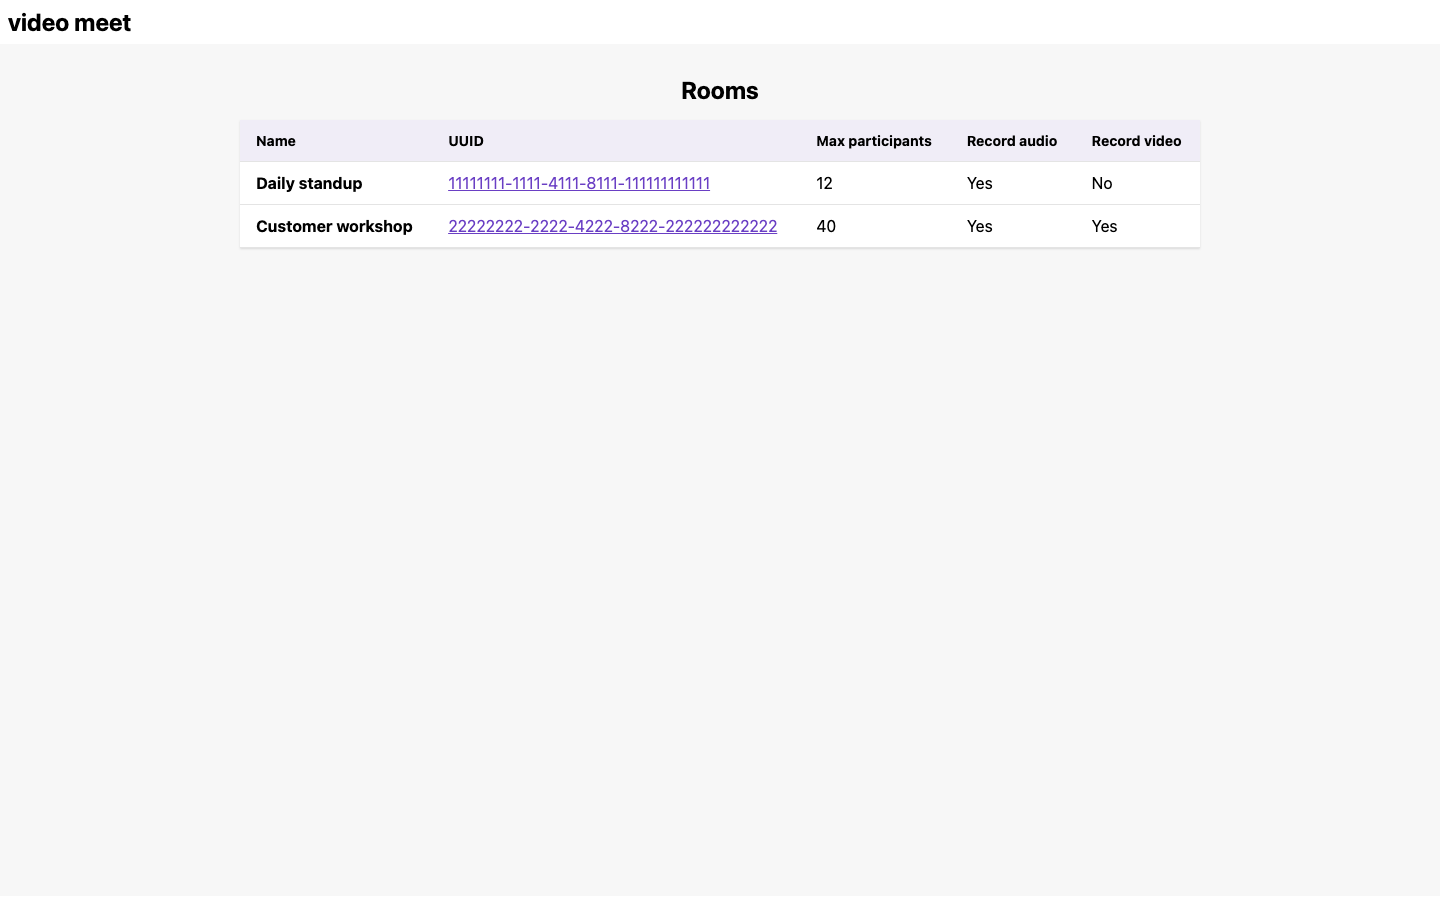 video meet
Rooms
Name UUID Max participants Record audio Record video
Daily standup 11111111-1111-4111-8111-111111111111 12 Yes No
Customer workshop 22222222-2222-4222-8222-222222222222 40 Yes Yes